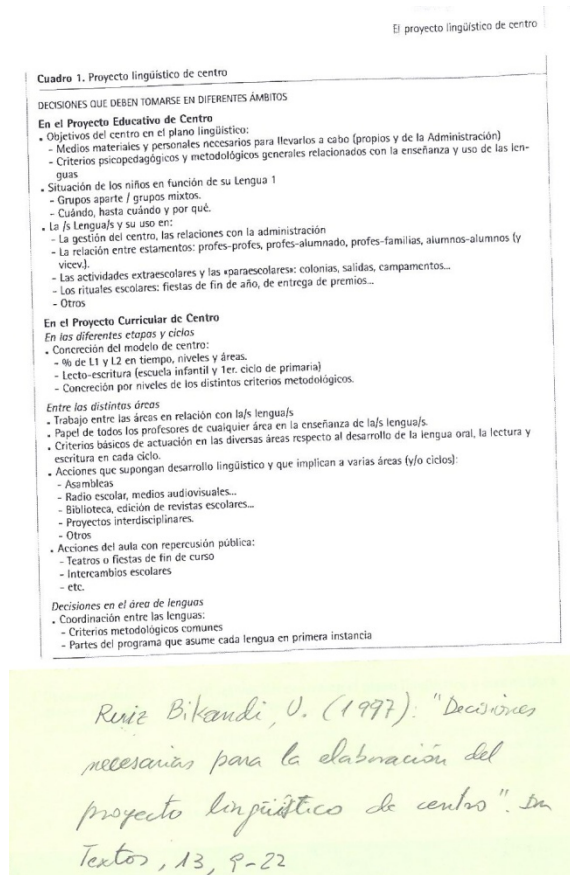 El proyecto lingüístico de centro
Cuadro 1. Proyecto lingüístico de centro
DECISIONES QUE DEBEN TOMARSE EN DIFERENTES ÁMBITOS
En el Proyecto Educativo de Centro
. Objetivos del centro en el plano lingüístico:
- Medios materiales y personales necesarios para llevarlos a cabo (propios y de la Administración)
- Criterios psicopedagógicos y metodológicos generales relacionados con la enseñanza y uso de las len-
guas
. Situación de los niños en función de su Lengua 1
- Grupos aparte / grupos mixtos.
- Cuándo, hasta cuándo y por qué.
. La /s Lengua/s y su uso en:
- La gestión del centro, las relaciones con la administración
- La relación entre estamentos: profes-profes, profes-alumnado, profes-familias, alumnos-alumnos (y
vicev.).
- Las actividades extraescolares y las «paraescolares»: colonias, salidas, campamentos...
- Los rituales escolares: fiestas de fin de año, de entrega de premios...
- Otros
En el Proyecto Curricular de Centro
En las diferentes etapas y ciclos
. Concreción del modelo de centro:
- % de L1 y L2 en tiempo, niveles y áreas.
- Lecto-escritura (escuela infantil y 1er. ciclo de primaria)
- Concreción por niveles de los distintos criterios metodológicos.
Entre las distintas áreas
. Trabajo entre las áreas en relación con la/s lengua/s
. Papel de todos los profesores de cualquier área en la enseñanza de la/s lengua/s.
. Criterios básicos de actuación en las diversas áreas respecto al desarrollo de la lengua oral, la lectura y
escritura en cada ciclo.
. Acciones que supongan desarrollo lingüístico y que implican a varias áreas (y/o ciclos):
- Asambleas
- Radio escolar, medios audiovisuales...
- Biblioteca, edición de revistas escolares...
- Proyectos interdisciplinares.
- Otros
. Acciones del aula con repercusión pública:
- Teatros o fiestas de fin de curso
- Intercambios escolares
- etc.
Decisiones en el área de lenguas
. Coordinación entre las lenguas:
- Criterios metodológicos comunes
- Partes del programa que asume cada lengua en primera instancia
Ruiz Bikandi, U. (1997): "Decisiones
necesarias para la elaboración del
proyecto lingüístico de centro". In
Textos, 13, 9-22